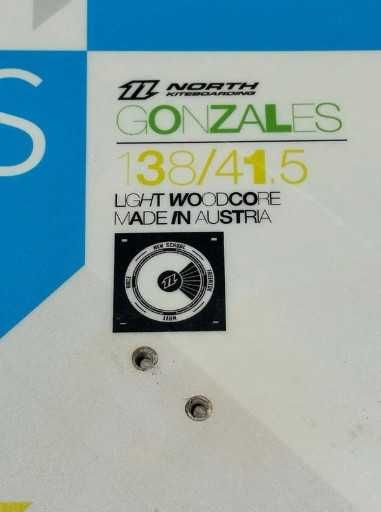 NORTH
KITEBOARDING
GONZALES
138/41.5
LIGHT WOODCORE
MADE IN AUSTRIA
NEW SCHOOL
S